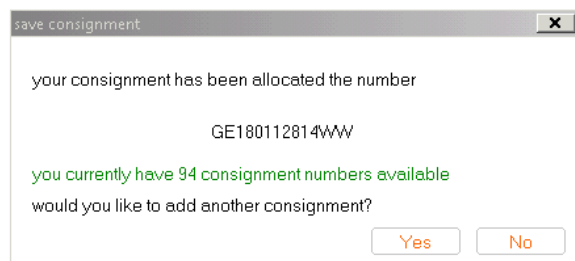 save consignment
your consignment has been allocated the number
GE180112814WW
you currently have 94 consignment numbers available
would you like to add another consignment?
Yes No